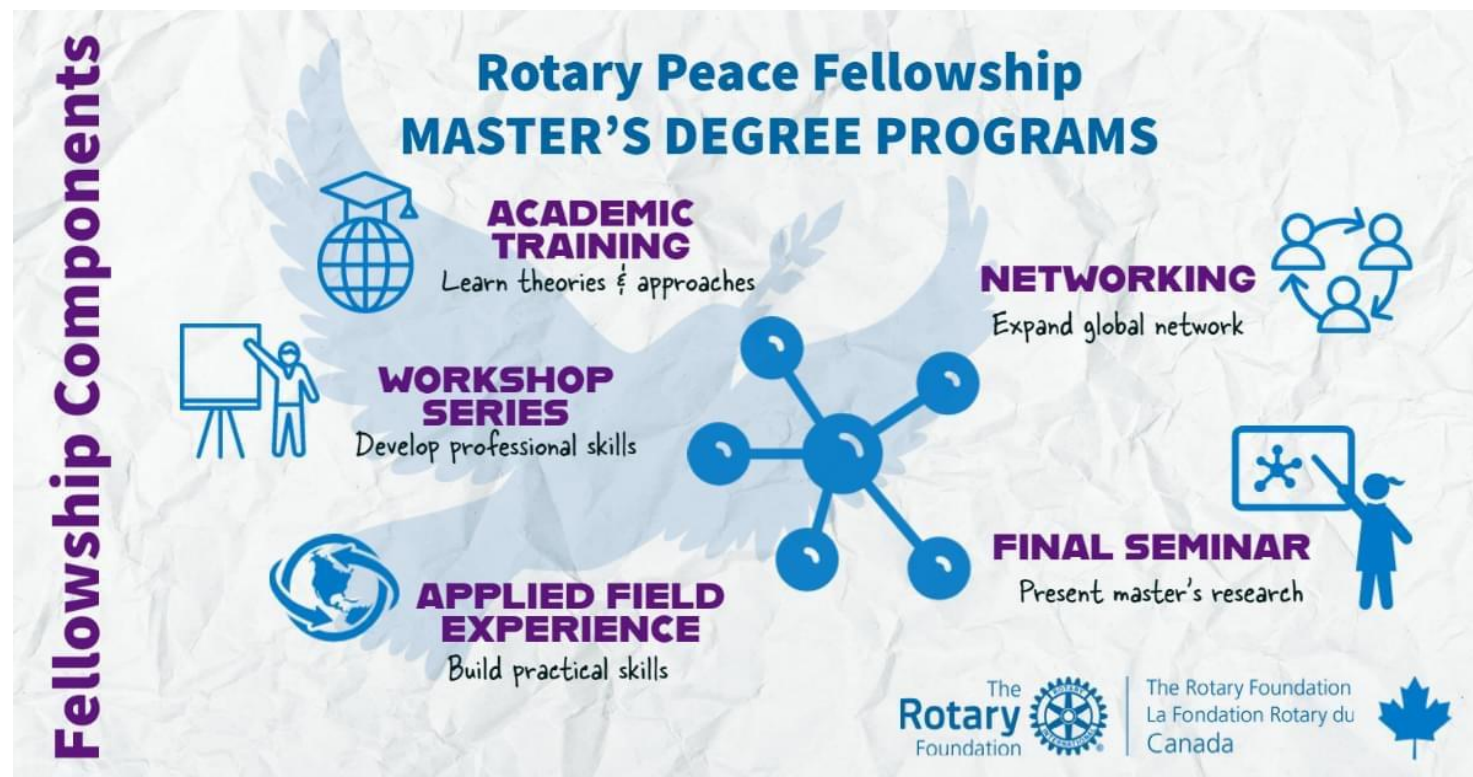 Fellowship Components
Rotary Peace Fellowship
MASTER'S DEGREE PROGRAMS
ACADEMIC
TRAINING
Learn theories & approaches
WORKSHOP
SERIES
Develop professional skills
APPLIED FIELD
EXPERIENCE
Build practical skills
NETWORKING
Expand global network
FINAL SEMINAR
Present master's research
The
Rotary
Foundation
ROTARY
INTERNATIONAL
The Rotary Foundation
La Fondation Rotary du
Canada